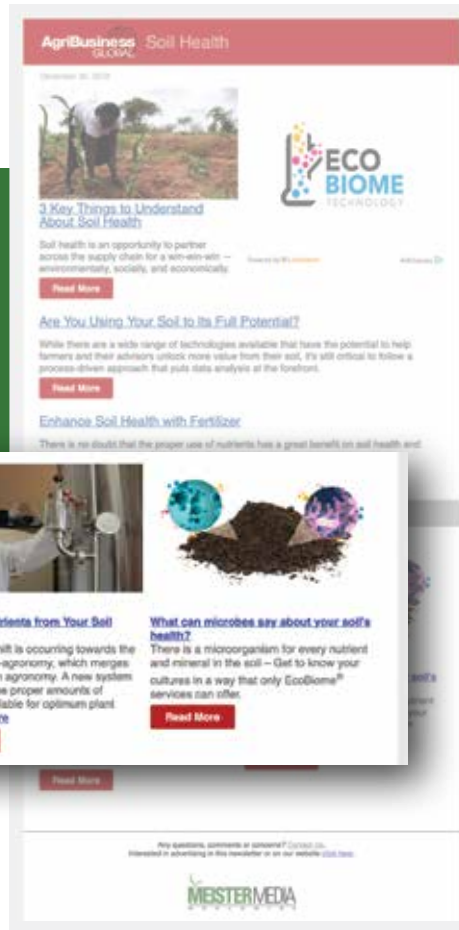 AgriBusiness Soil Health
GLOBAL
ECO
BIOME
TECHNOLOGY
3 Key Things to Understand
About Soil Health
Soil health is an opportunity to partner
across the supply chain for a win-win-win —
environmentally, socially, and economically.
Read More
Are You Using Your Soil to Its Full Potential?
While there are a wide range of technologies available that have the potential to help
farmers and their advisors unlock more value from their soil, it's still critical to follow a
process-driven approach that puts data analysis at the forefront.
Read More
Enhance Soil Health with Fertilizer
There is no doubt that the proper use of nutrients has a great benefit on soil health and
rients from Your Soil
hift is occurring towards the
-agronomy, which merges
agronomy. A new system
e proper amounts of
able for optimum plant
re
What can microbes say about your soil's
health?
There is a microorganism for every nutrient
and mineral in the soil – Get to know your
cultures in a way that only EcoBiome®
services can offer.
Read More
soil's
Read More
Any questions, comments or concerns? Contact Us.
Interested in advertising in this newsletter or on our website click here.
MEISTERMEDIA
WORLDWIDE